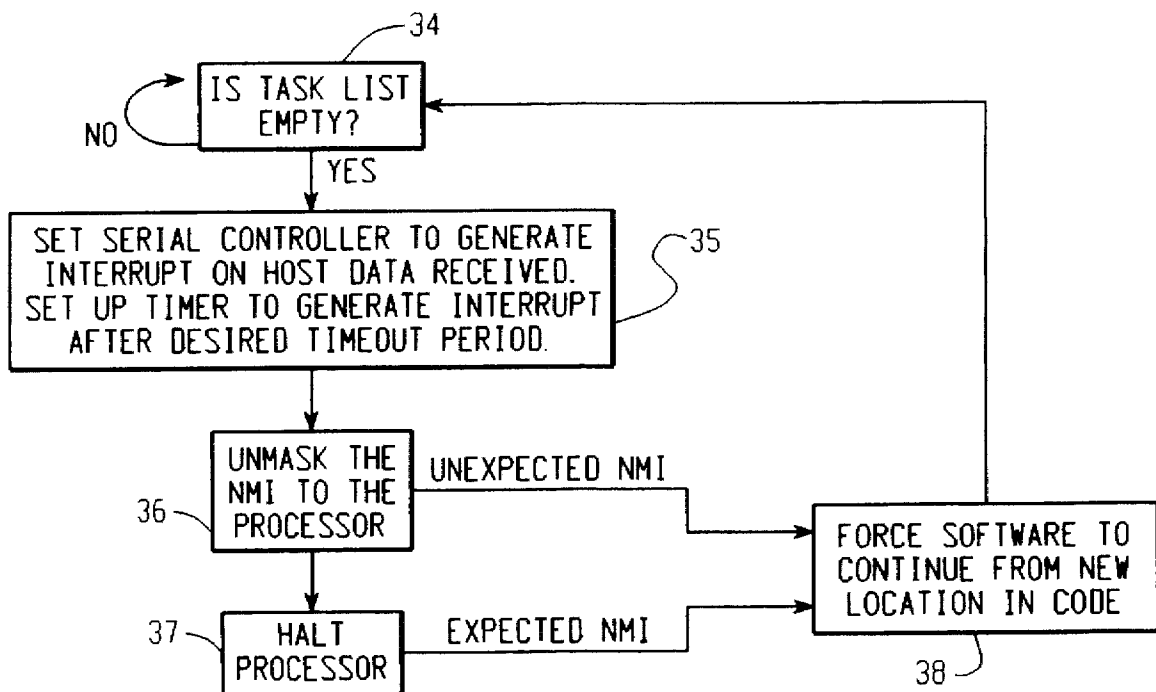 34
IS TASK LIST
EMPTY?
NO
YES
SET SERIAL CONTROLLER TO GENERATE
INTERRUPT ON HOST DATA RECEIVED.
SET UP TIMER TO GENERATE INTERRUPT
AFTER DESIRED TIMEOUT PERIOD.
35
UNMASK THE
NMI TO THE
PROCESSOR
36
UNEXPECTED NMI
HALT
PROCESSOR
37
EXPECTED NMI
FORCE SOFTWARE TO
CONTINUE FROM NEW
LOCATION IN CODE
38